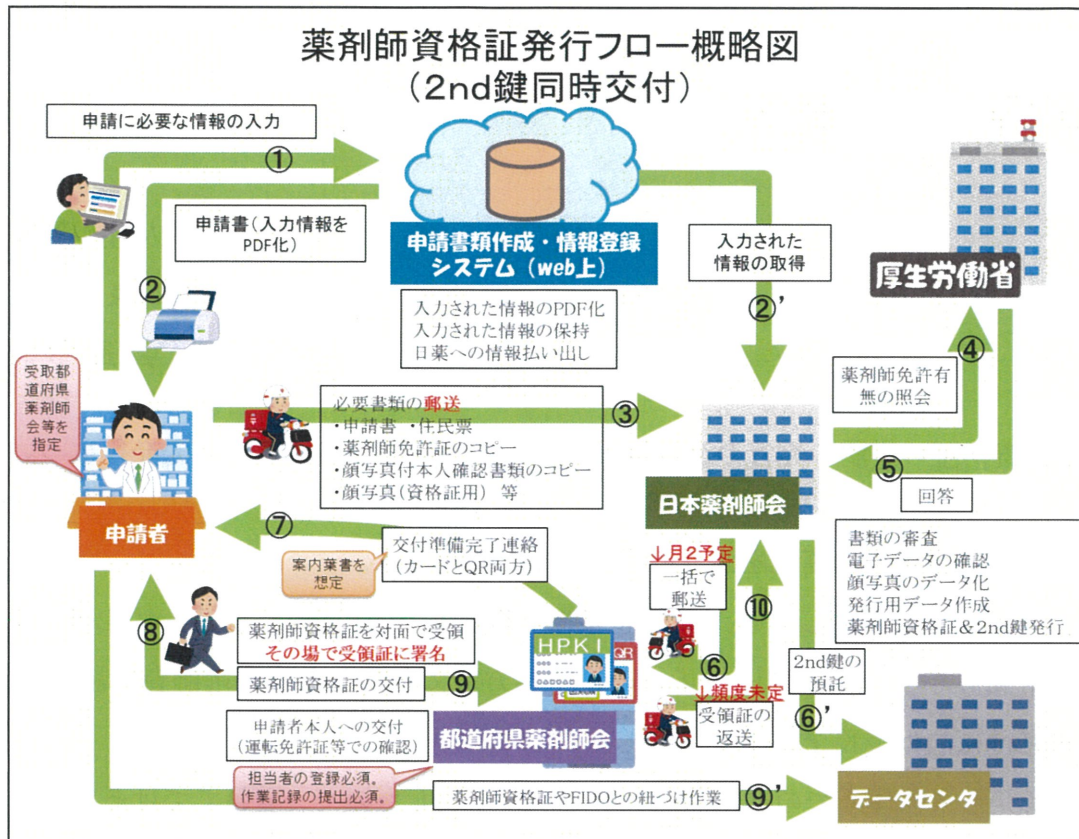 薬剤師資格証発行フロー概略図
(2nd鍵同時交付)
申請に必要な情報の入力
①
申請書(入力情報を
PDF化)
②
申請書類作成・情報登録
システム(web上)
入力された情報のPDF化
入力された情報の保持
日薬への情報払い出し
入力された
情報の取得
②'
厚生労働省
④
薬剤師免許有
無の照会
⑤
回答
受取都
道府県
薬剤師
会等を
指定
申請者
必要書類の郵送
・申請書 ・住民票
・薬剤師免許証のコピー
・顔写真付本人確認書類のコピー
・顔写真(資格証用) 等
③
日本薬剤師会
書類の審査
電子データの確認
顔写真のデータ化
発行用データ作成
薬剤師資格証&2nd鍵発行
⑦
案内葉書を
想定
交付準備完了連絡
(カードとQR両方)
↓月2予定
一括で
郵送
⑥
⑩
↓頻度未定
受領証の
返送
2nd鍵の
預託
⑥'
⑧
薬剤師資格証を対面で受領
その場で受領証に署名
薬剤師資格証の交付
⑨
HPKI
QR
申請者本人への交付
(運転免許証等での確認)
都道府県薬剤師会
担当者の登録必須。
作業記録の提出必須。
薬剤師資格証やFIDOとの紐づけ作業
⑨'
データセンタ